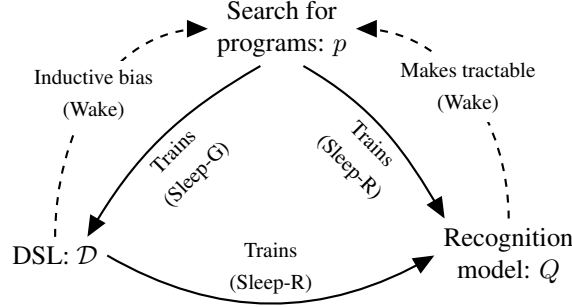 Search for
programs: p
Inductive bias
(Wake)
Makes tractable
(Wake)
Trains
(Sleep-G)
Trains
(Sleep-R)
DSL: 𝒟
Trains
(Sleep-R)
Recognition
model: Q